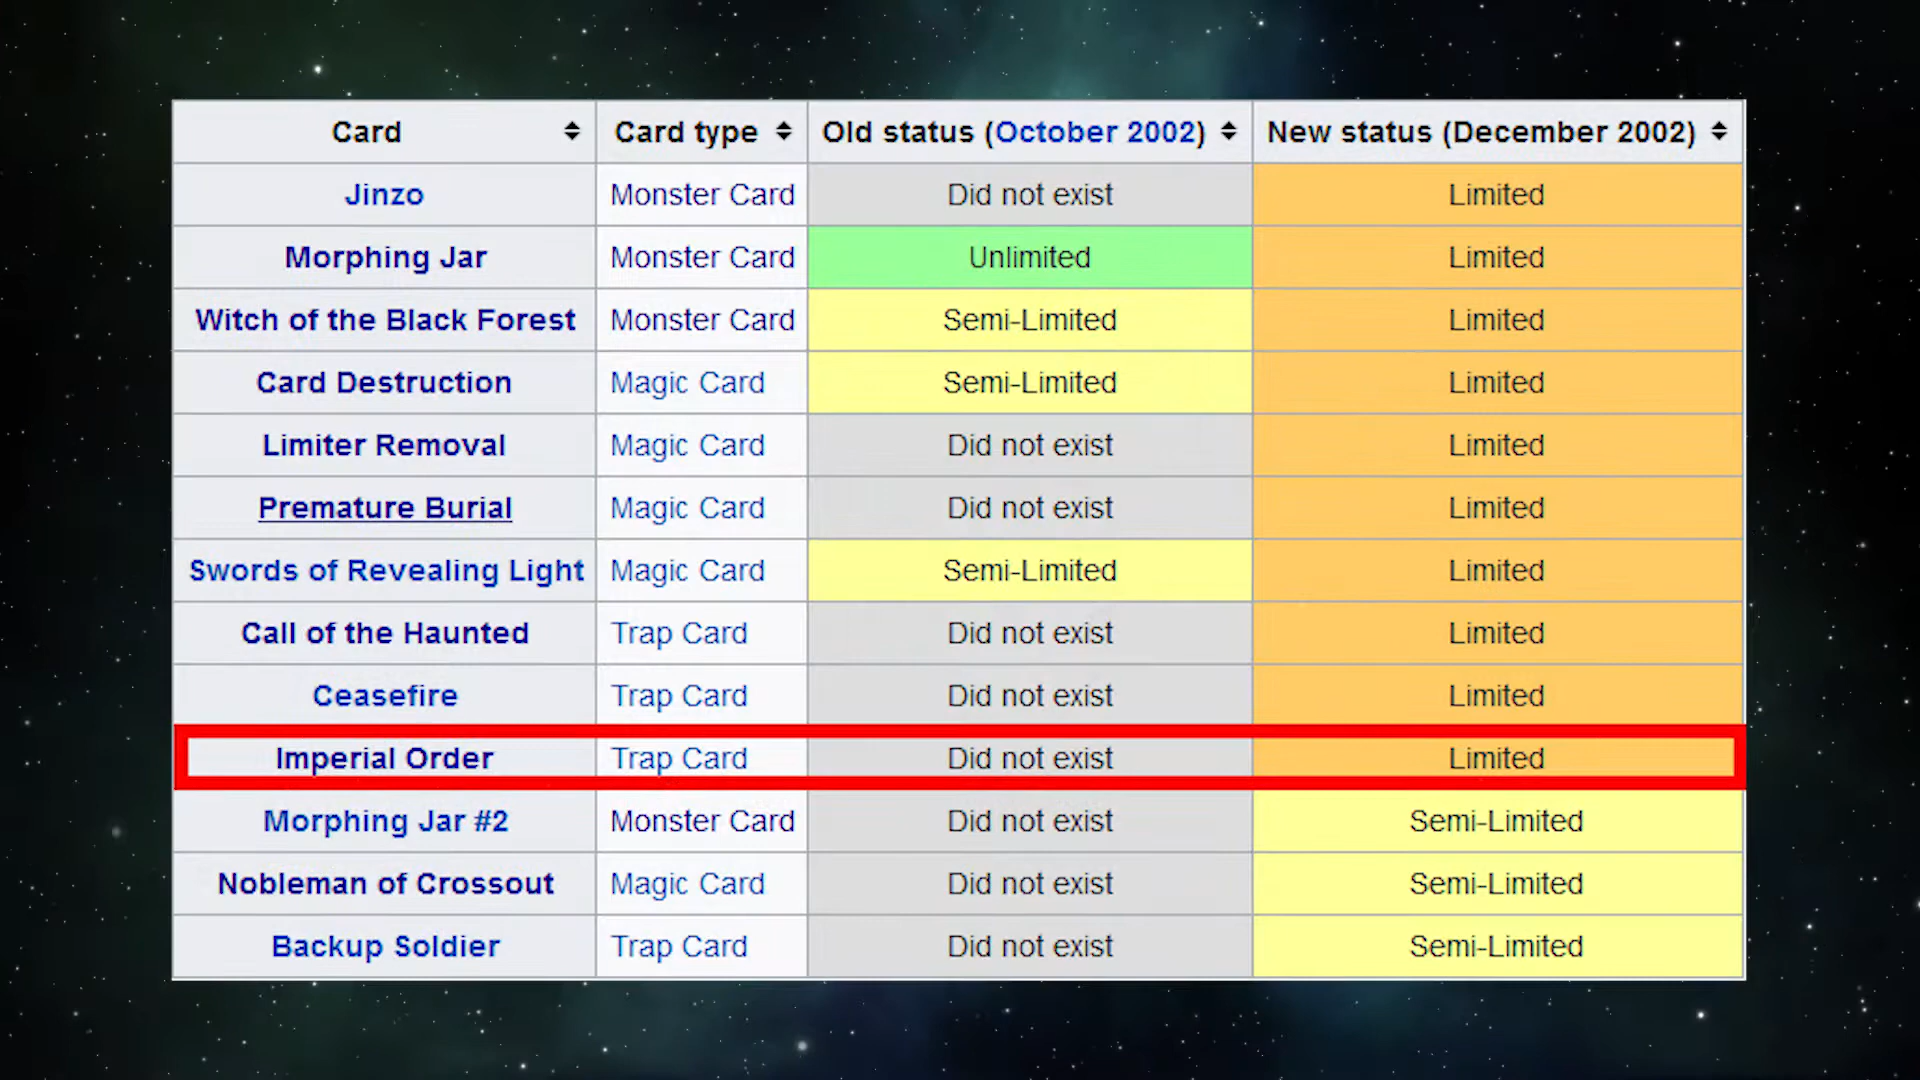 Card Card type Old status (October 2002) New status (December 2002)
Jinzo Monster Card Did not exist Limited
Morphing Jar Monster Card Unlimited Limited
Witch of the Black Forest Monster Card Semi-Limited Limited
Card Destruction Magic Card Semi-Limited Limited
Limiter Removal Magic Card Did not exist Limited
Premature Burial Magic Card Did not exist Limited
Swords of Revealing Light Magic Card Semi-Limited Limited
Call of the Haunted Trap Card Did not exist Limited
Ceasefire Trap Card Did not exist Limited
Imperial Order Trap Card Did not exist Limited
Morphing Jar #2 Monster Card Did not exist Semi-Limited
Nobleman of Crossout Magic Card Did not exist Semi-Limited
Backup Soldier Trap Card Did not exist Semi-Limited